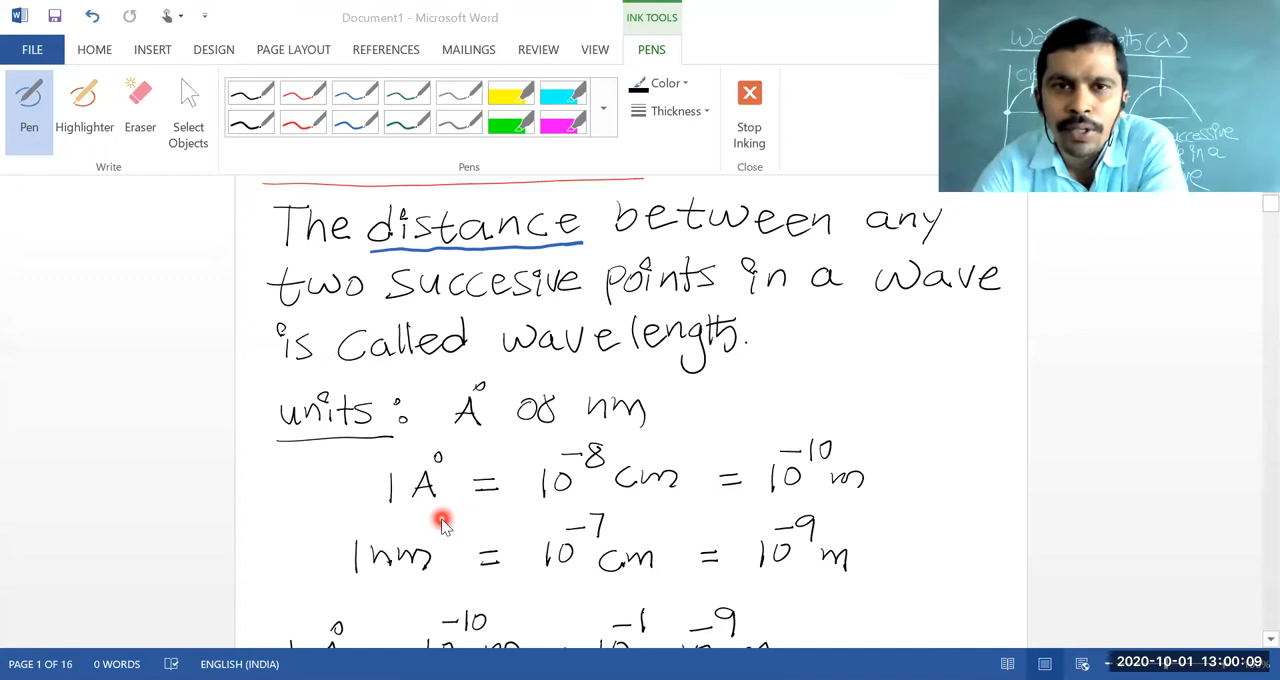 Document1 - Microsoft Word
INK TOOLS
FILE HOME INSERT DESIGN PAGE LAYOUT REFERENCES MAILINGS REVIEW VIEW PENS
Pen Highlighter Eraser Select Objects
Color
Thickness
Stop Inking
Write Pens Close
(λ)
successive
in a
The distance between any
two succesive points in a wave
is called wavelength.
units: A° or nm
1 A° = 10⁻⁸ cm = 10⁻¹⁰ m
1nm = 10⁻⁷ cm = 10⁻⁹ m
PAGE 1 OF 16 0 WORDS ENGLISH (INDIA)
2020-10-01 13:00:09